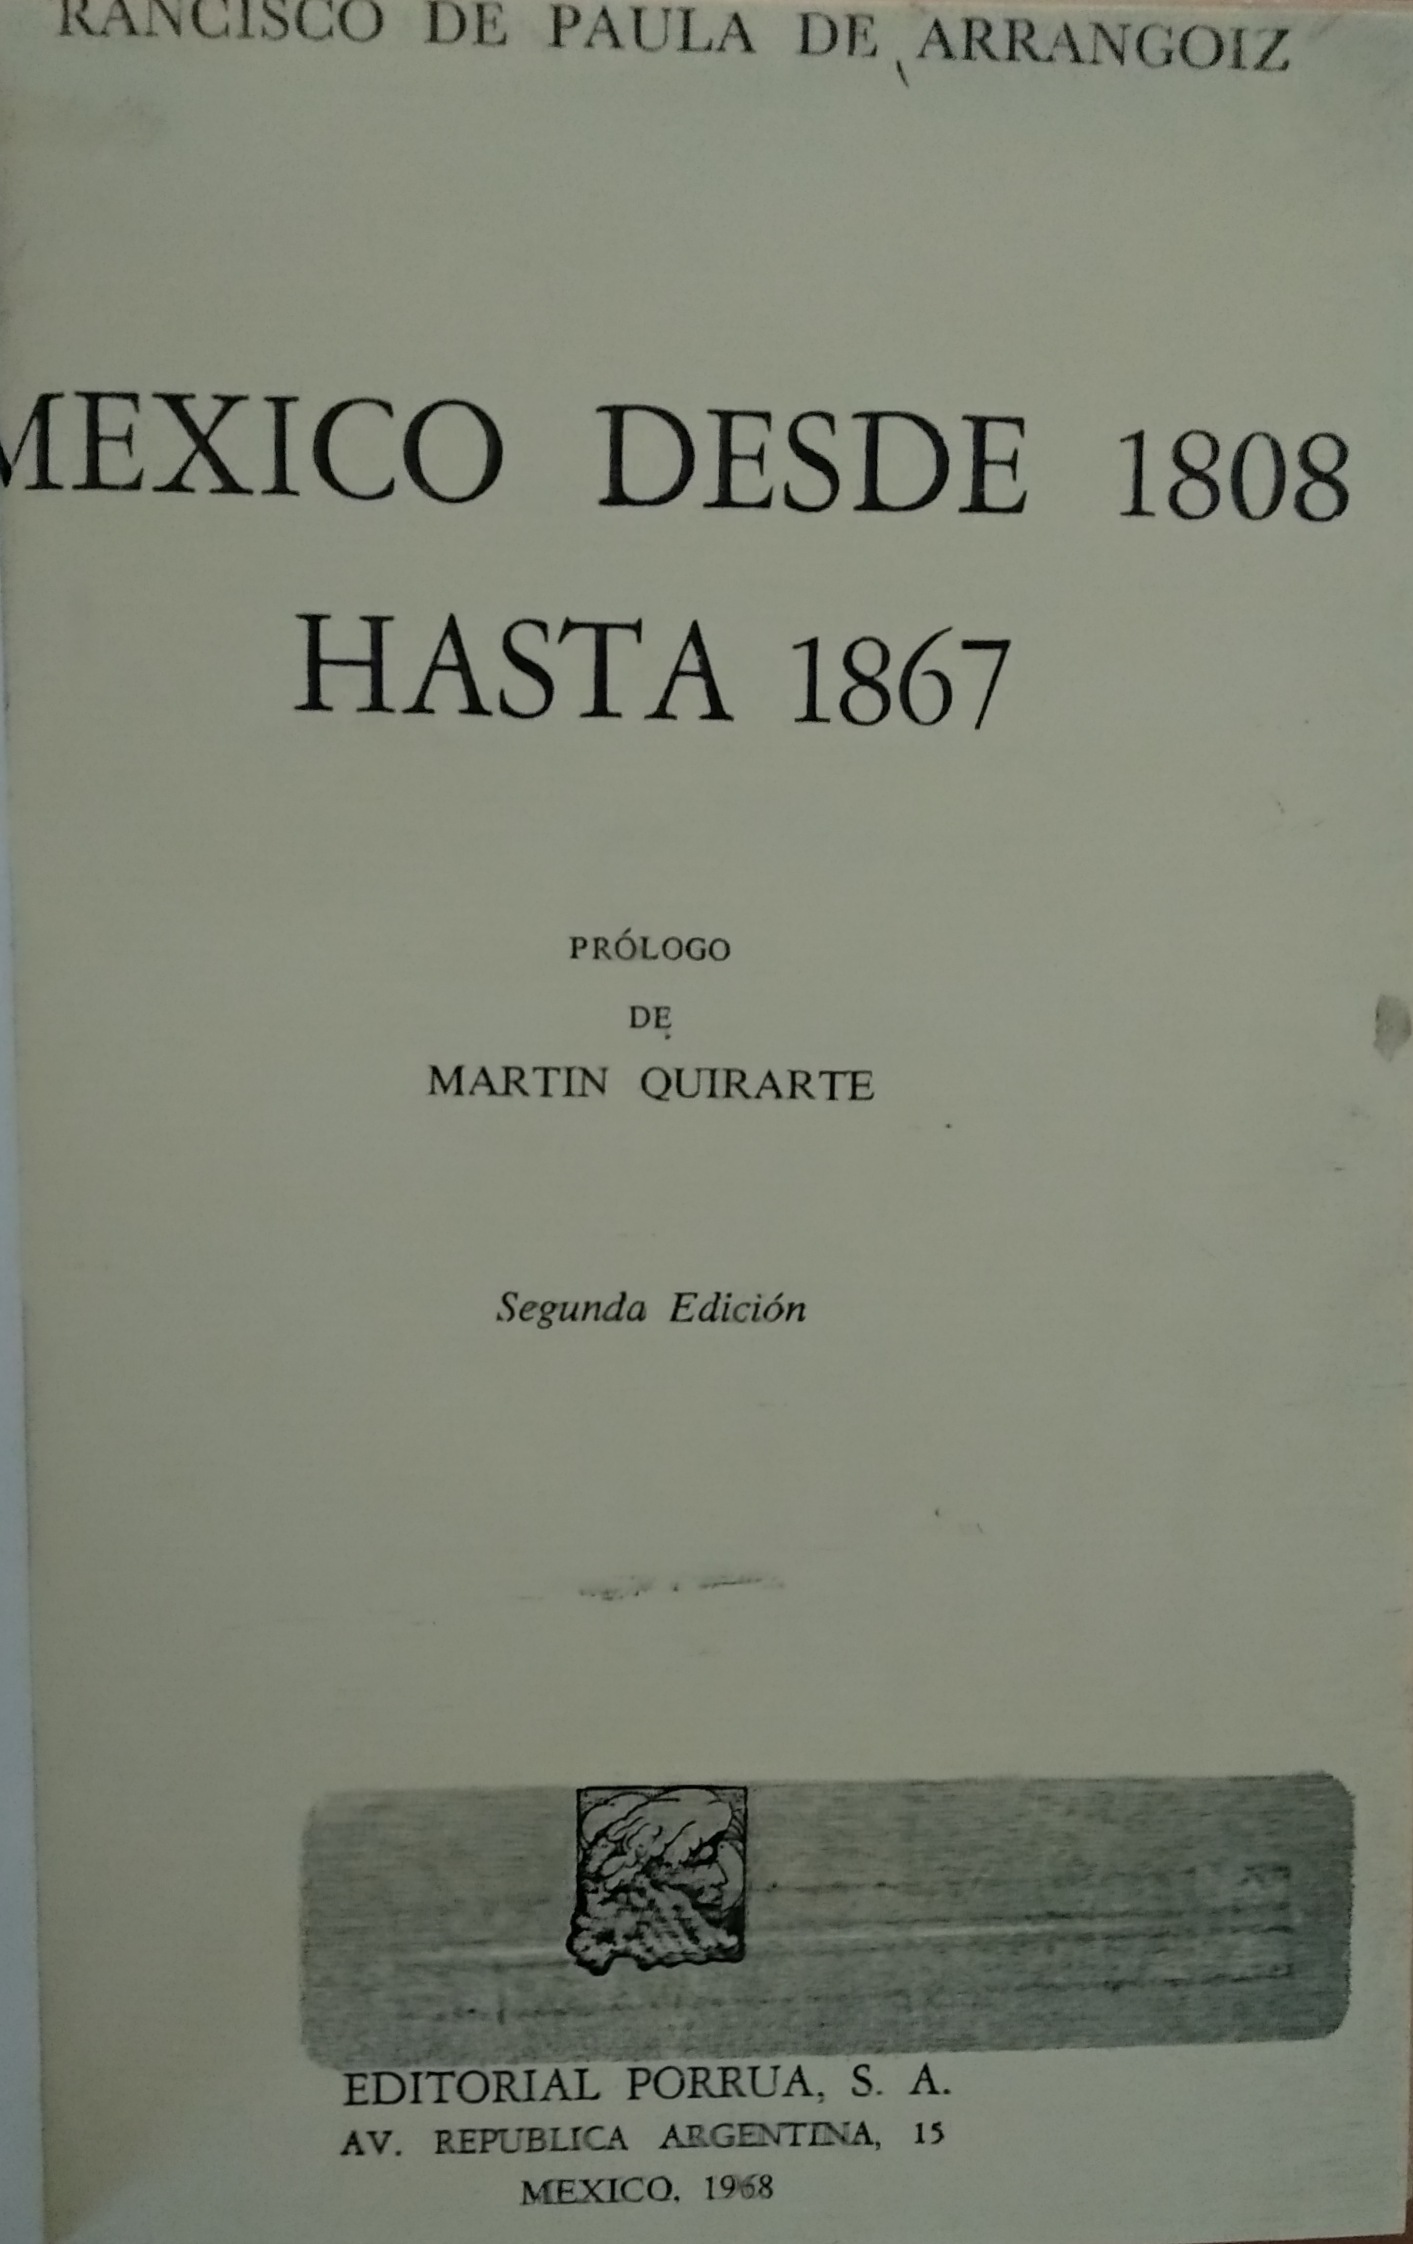 RANCISCO DE PAULA DE ARRANGOIZ
MEXICO DESDE 1808
HASTA 1867
PRÓLOGO
DE
MARTIN QUIRARTE
Segunda Edición
EDITORIAL PORRUA, S. A.
AV. REPUBLICA ARGENTINA, 15
MEXICO, 1968